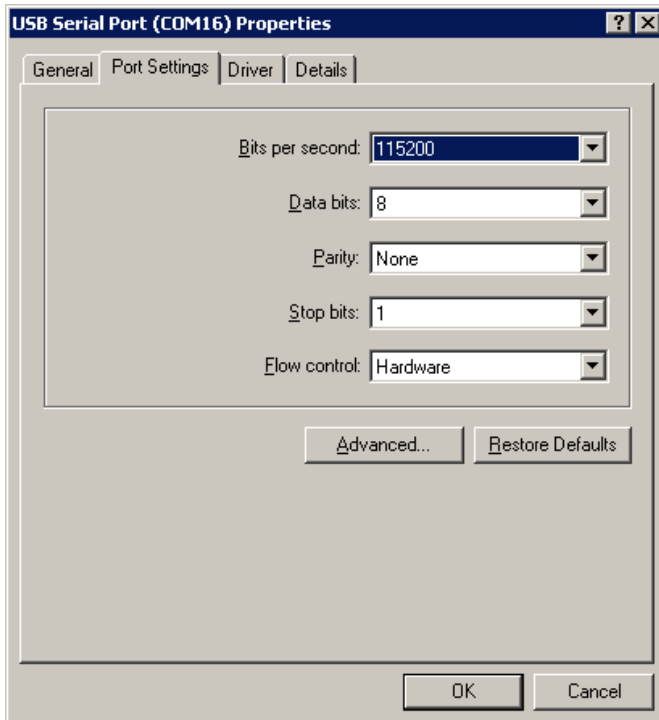 USB Serial Port (COM16) Properties
General Port Settings Driver Details
Bits per second: 115200
Data bits: 8
Parity: None
Stop bits: 1
Flow control: Hardware
Advanced... Restore Defaults
OK Cancel